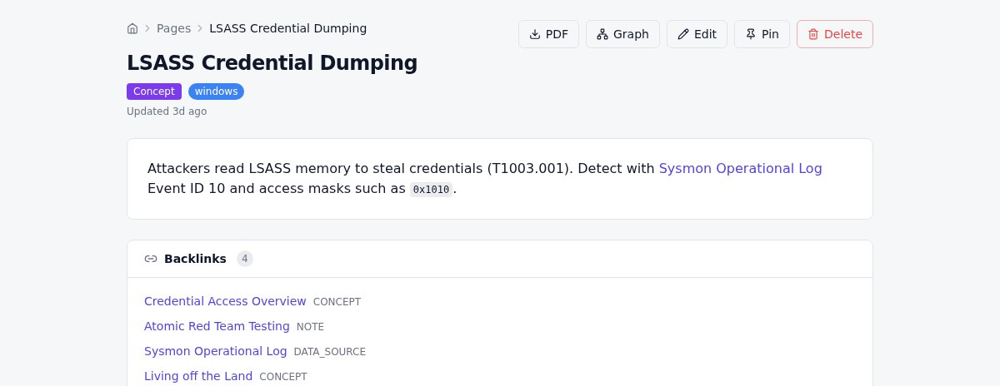 Pages > LSASS Credential Dumping
PDF
Graph
Edit
Pin
Delete
LSASS Credential Dumping
Concept
windows
Updated 3d ago
Attackers read LSASS memory to steal credentials (T1003.001). Detect with Sysmon Operational Log
Event ID 10 and access masks such as 0x1010.
Backlinks 4
Credential Access Overview CONCEPT
Atomic Red Team Testing NOTE
Sysmon Operational Log DATA_SOURCE
Living off the Land CONCEPT